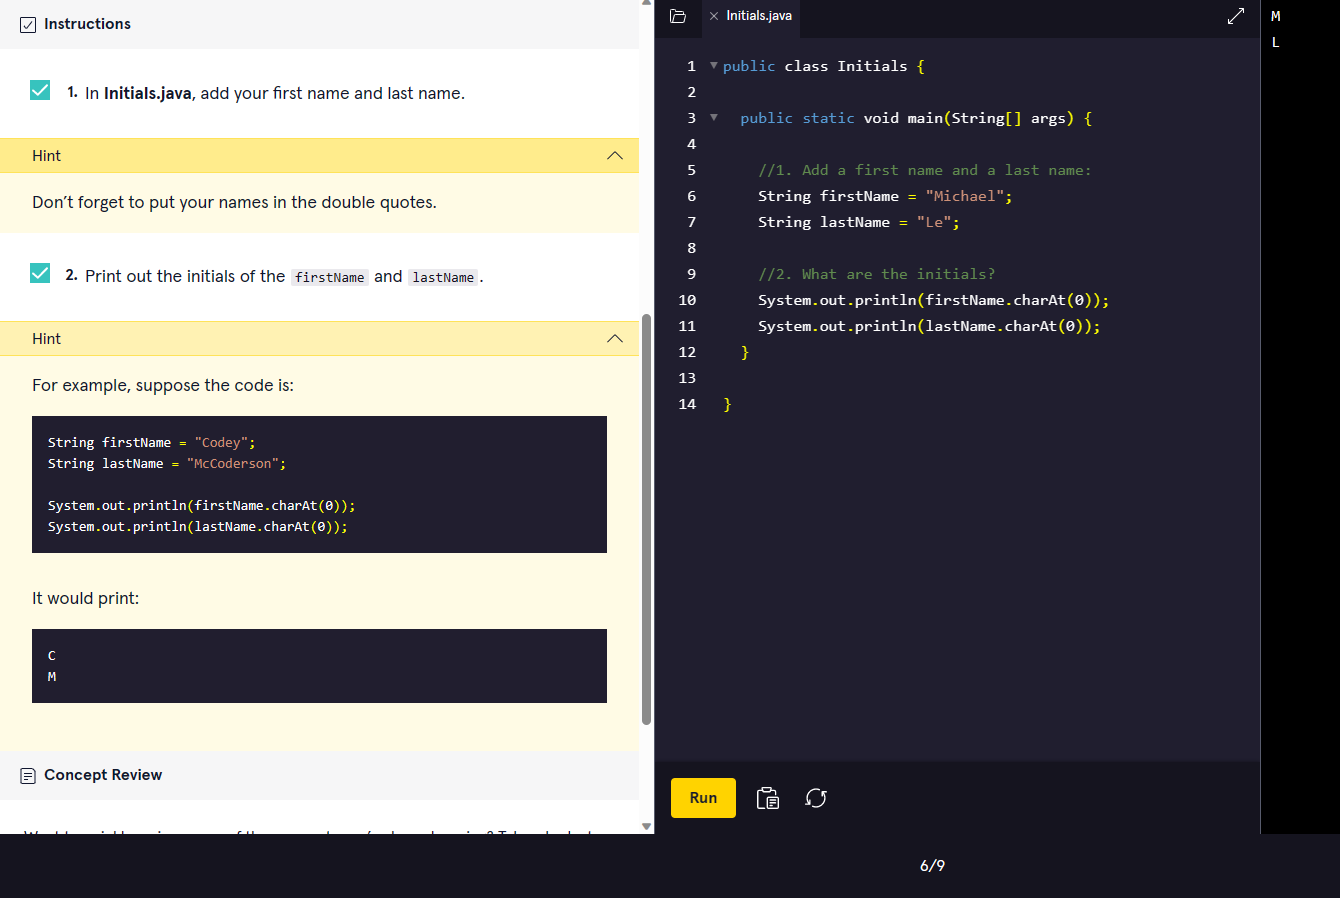 Instructions
1. In Initials.java, add your first name and last name.
Hint
Don’t forget to put your names in the double quotes.
2. Print out the initials of the firstName and lastName.
Hint
For example, suppose the code is:
String firstName = "Codey";
String lastName = "McCoderson";
System.out.println(firstName.charAt(0));
System.out.println(lastName.charAt(0));
It would print:
C
M
Concept Review
Initials.java
1 public class Initials {
2
3 public static void main(String[] args) {
4
5 //1. Add a first name and a last name:
6 String firstName = "Michael";
7 String lastName = "Le";
8
9 //2. What are the initials?
10 System.out.println(firstName.charAt(0));
11 System.out.println(lastName.charAt(0));
12 }
13
14 }
Run
M
L
6/9